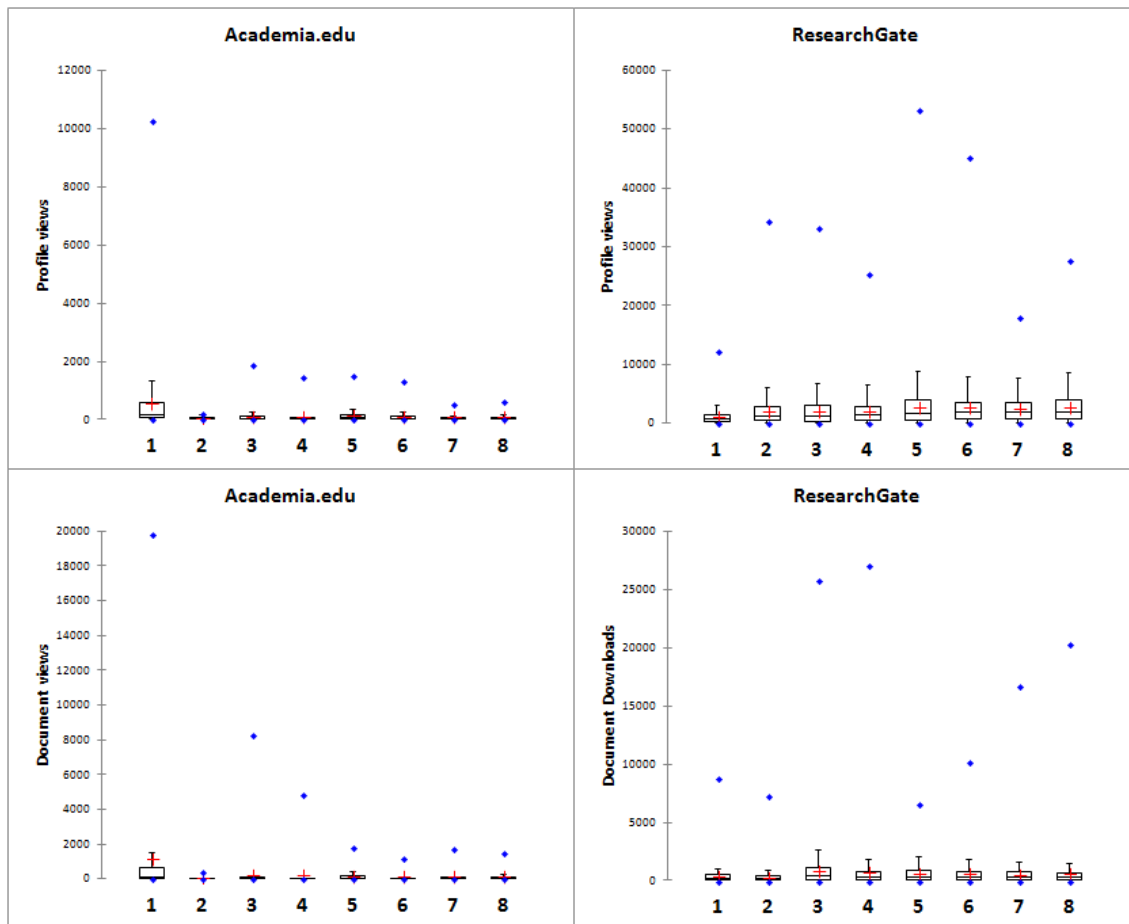 Academia.edu
Profile views
12000
10000
8000
6000
4000
2000
0
1 2 3 4 5 6 7 8
ResearchGate
Profile views
60000
50000
40000
30000
20000
10000
0
1 2 3 4 5 6 7 8
Academia.edu
Document views
20000
18000
16000
14000
12000
10000
8000
6000
4000
2000
0
1 2 3 4 5 6 7 8
ResearchGate
Document Downloads
30000
25000
20000
15000
10000
5000
0
1 2 3 4 5 6 7 8